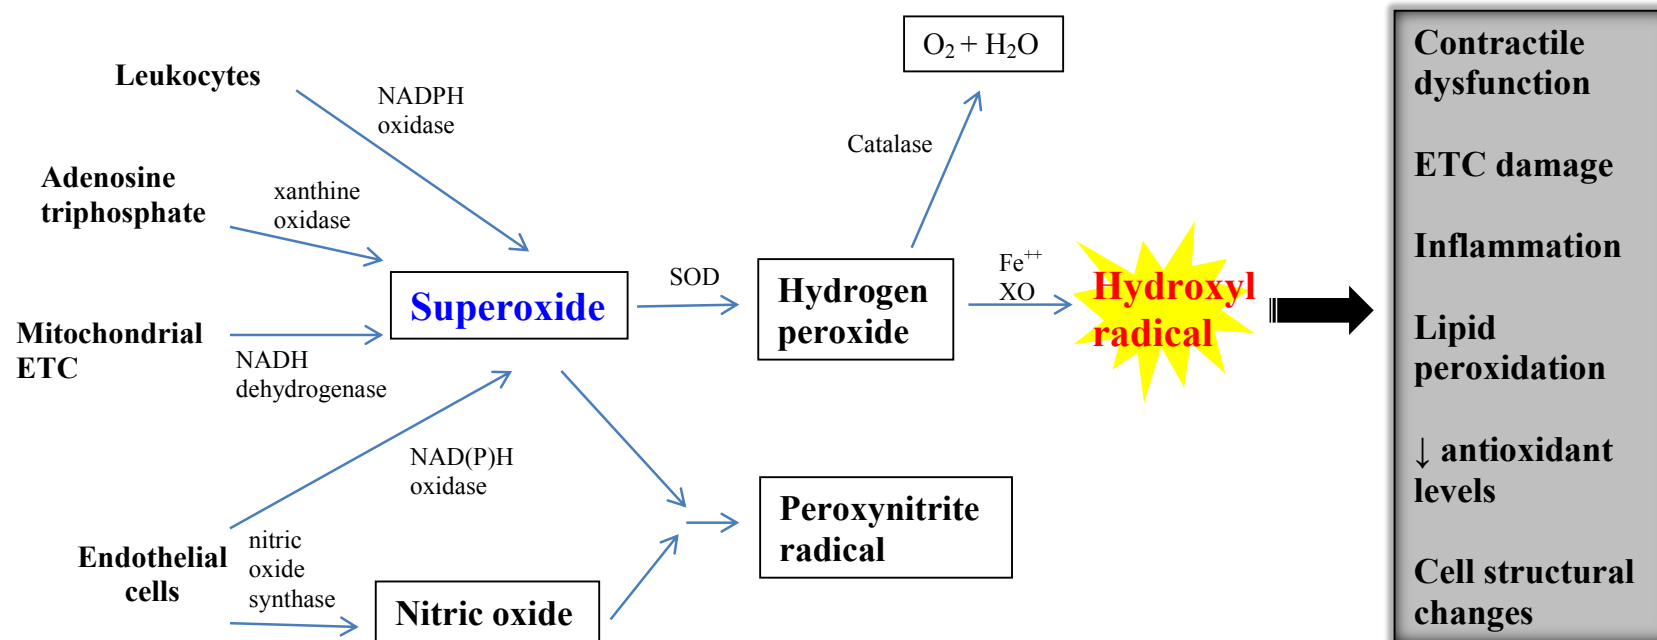 Leukocytes
NADPH
oxidase
Adenosine
triphosphate
xanthine
oxidase
Mitochondrial
ETC
NADH
dehydrogenase
Endothelial
cells
NAD(P)H
oxidase
nitric
oxide
synthase
Superoxide
Nitric oxide
SOD
Hydrogen
peroxide
Catalase
O₂ + H₂O
Fe⁺⁺
XO
Hydroxyl
radical
Peroxynitrite
radical
Contractile
dysfunction
ETC damage
Inflammation
Lipid
peroxidation
↓ antioxidant
levels
Cell structural
changes